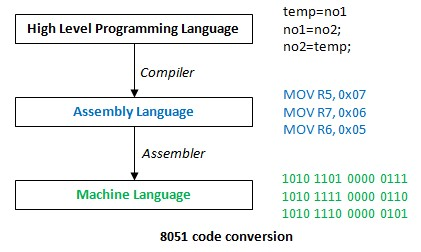 High Level Programming Language
temp=no1
no1=no2;
no2=temp;
Compiler
Assembly Language
MOV R5, 0x07
MOV R7, 0x06
MOV R6, 0x05
Assembler
Machine Language
1010 1101 0000 0111
1010 1111 0000 0110
1010 1110 0000 0101
8051 code conversion